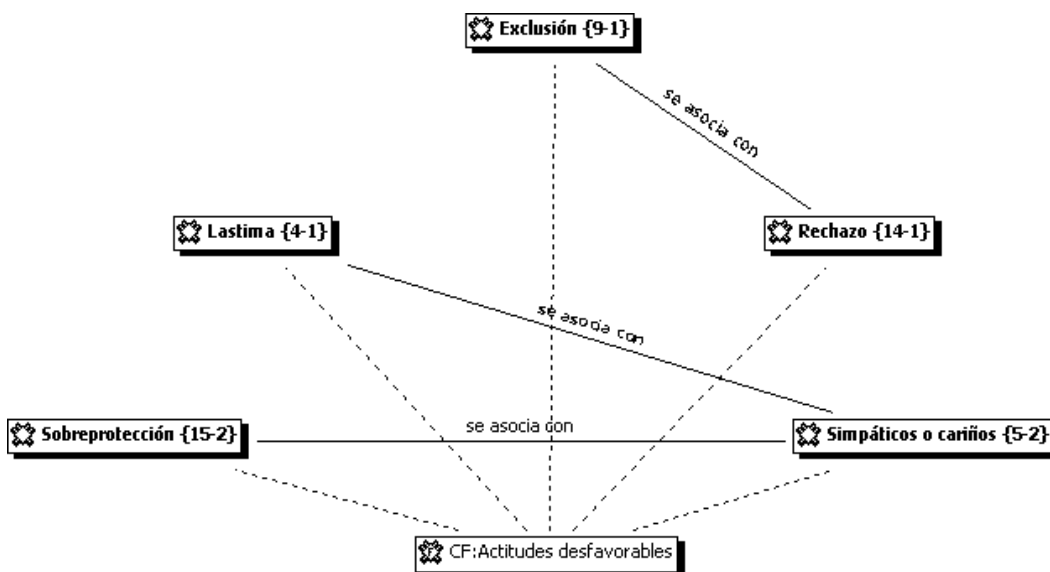 Exclusión {9-1}
se asocia con
Lastima {4-1}
Rechazo {14-1}
se asocia con
Sobreprotección {15-2}
se asocia con
Simpáticos o cariños {5-2}
CF:Actitudes desfavorables